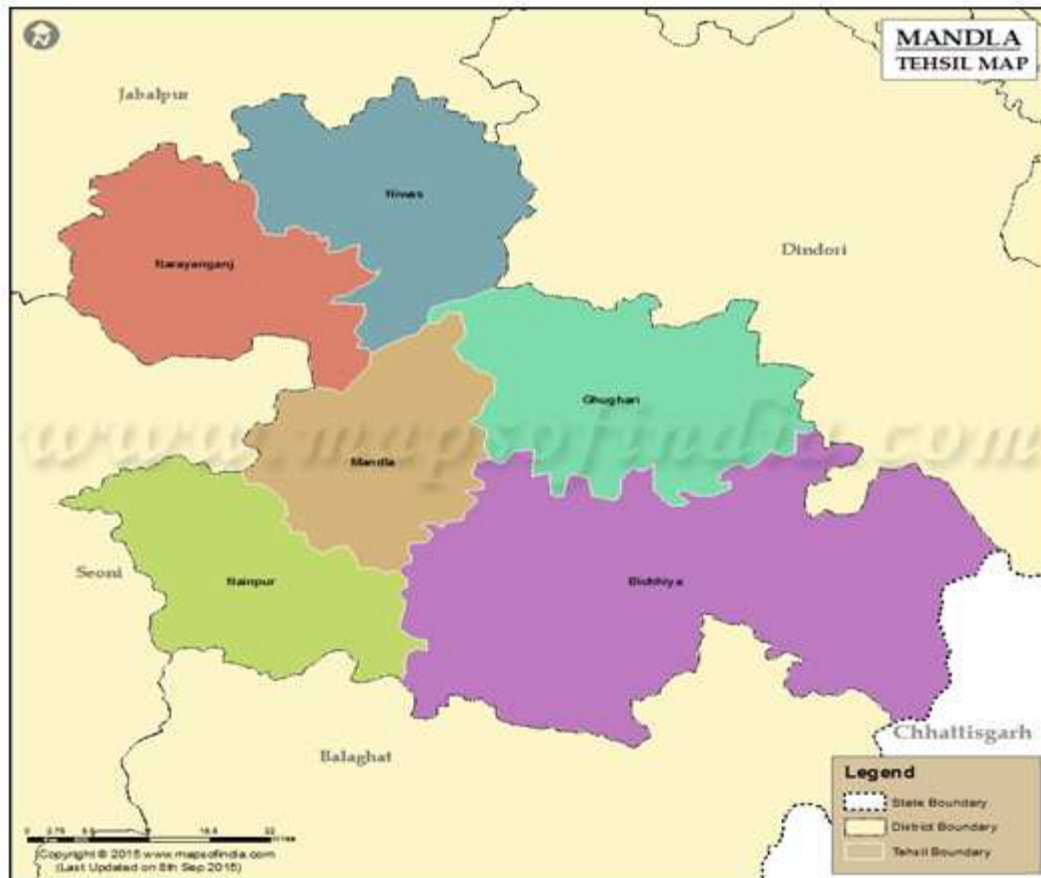 N
MANDLA
TEHSIL MAP
Jabalpur
Niwas
Narayanganj
Dindori
Ghughari
www.mapsofindia.com
Mandla
Seoni
Nainpur
Bichhiya
Chhattisgarh
Balaghat
Legend
State Boundary
District Boundary
Tehsil Boundary
Copyright © 2015 www.mapsofindia.com
(Last Updated on 8th Sep 2015)